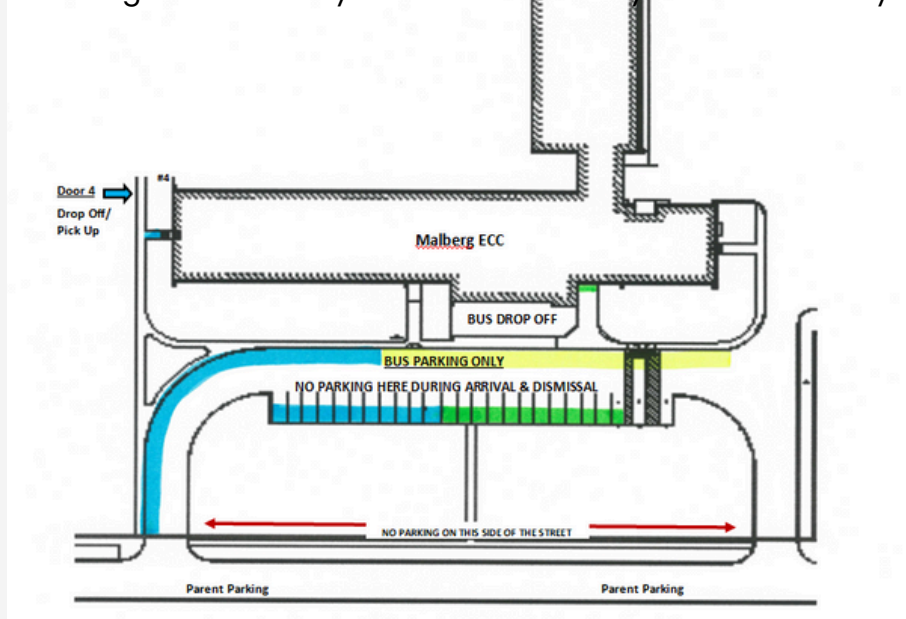 #4
Door 4
Drop Off/
Pick Up
Malberg ECC
BUS DROP OFF
BUS PARKING ONLY
NO PARKING HERE DURING ARRIVAL & DISMISSAL
NO PARKING ON THIS SIDE OF THE STREET
Parent Parking
Parent Parking